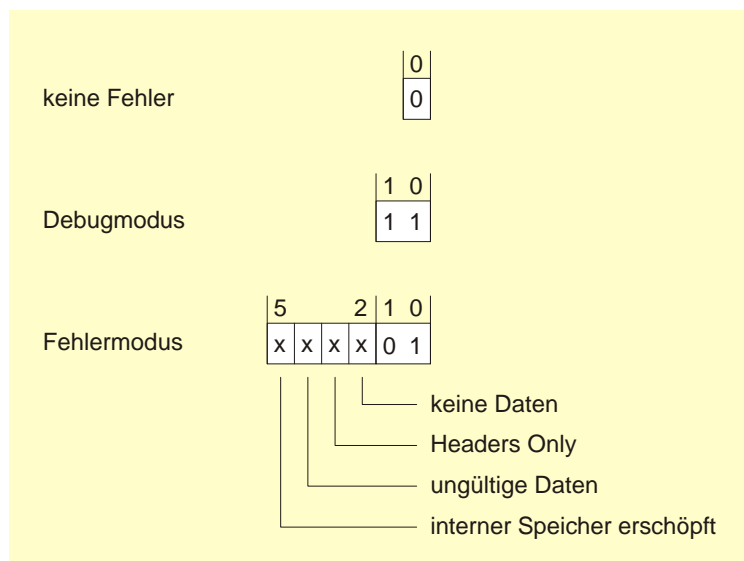 0
keine Fehler 0
1 0
Debugmodus 1 1
5 2 1 0
Fehlermodus x x x x 0 1
keine Daten
Headers Only
ungültige Daten
interner Speicher erschöpft